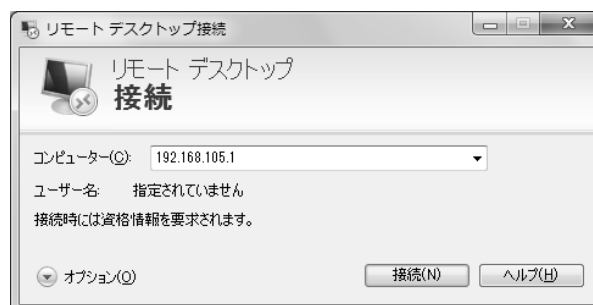 リモート デスクトップ接続
リモート デスクトップ
接続
コンピューター(C): 192.168.105.1
ユーザー名: 指定されていません
接続時には資格情報を要求されます。
オプション(O) 接続(N) ヘルプ(H)